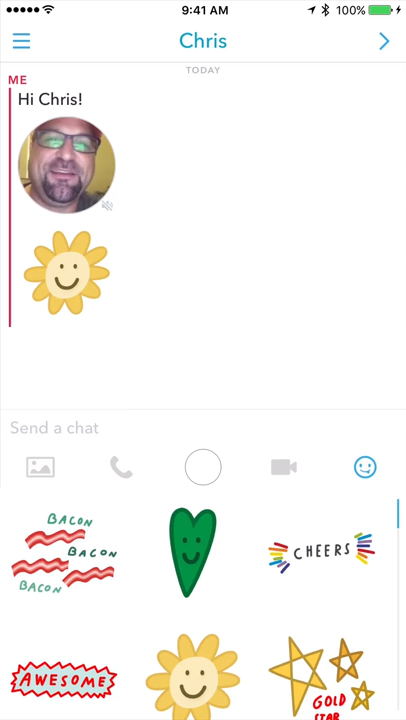 9:41 AM
100%
Chris
TODAY
ME
Hi Chris!
Send a chat
BACON
BACON
BACON
CHEERS
AWESOME
GOLD
STAR